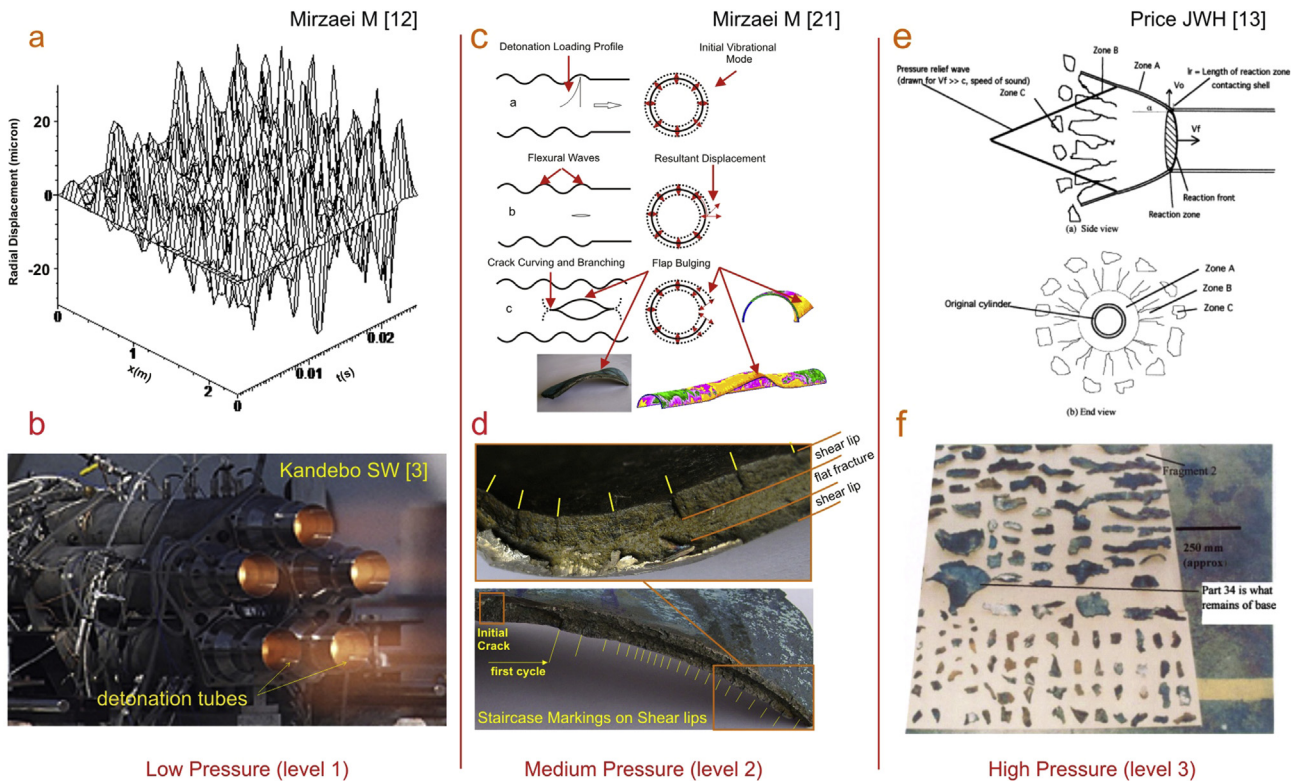 Mirzaei M [12]
a
Radial Displacement (micron)
20
0
-20
0
1
2
x(m)
0
0.01
0.02
t(s)
b
Kandebo SW [3]
detonation tubes
Low Pressure (level 1)
Mirzaei M [21]
c
Detonation Loading Profile
Initial Vibrational
Mode
a
Flexural Waves
Resultant Displacement
b
Crack Curving and Branching
Flap Bulging
c
d
shear lip
flat fracture
shear lip
Initial
Crack
first cycle
Staircase Markings on Shear lips
Medium Pressure (level 2)
Price JWH [13]
e
Zone B
Zone A
lr = Length of reaction zone
contacting shell
Pressure relief wave
(drawn for Vf >> c, speed of sound)
Zone C
Vo
α
Vf
Reaction front
Reaction zone
(a) Side view
Zone A
Zone B
Zone C
Original cylinder
(b) End view
f
Fragment 2
250 mm
(approx)
Part 34 is what
remains of base
High Pressure (level 3)